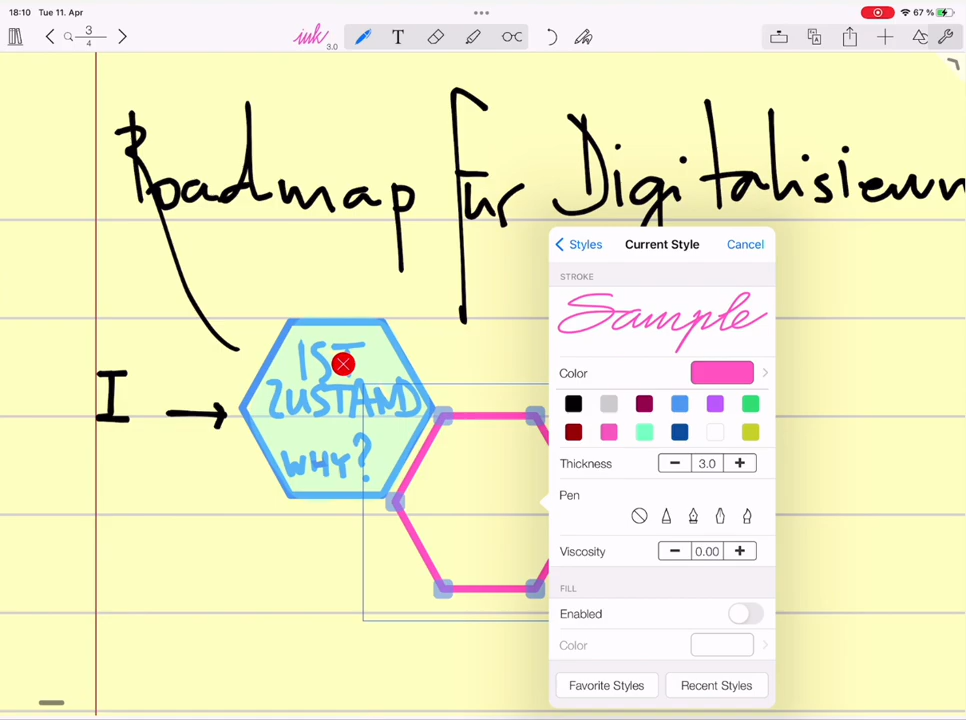 18:10 Tue 11. Apr
67 %
3
4
ink
3.0
T
Roadmap Für Digitalisieun
I
IST
ZUSTAND
WHY?
Styles
Current Style
Cancel
STROKE
Sample
Color
Thickness
3.0
Pen
Viscosity
0.00
FILL
Enabled
Color
Favorite Styles
Recent Styles